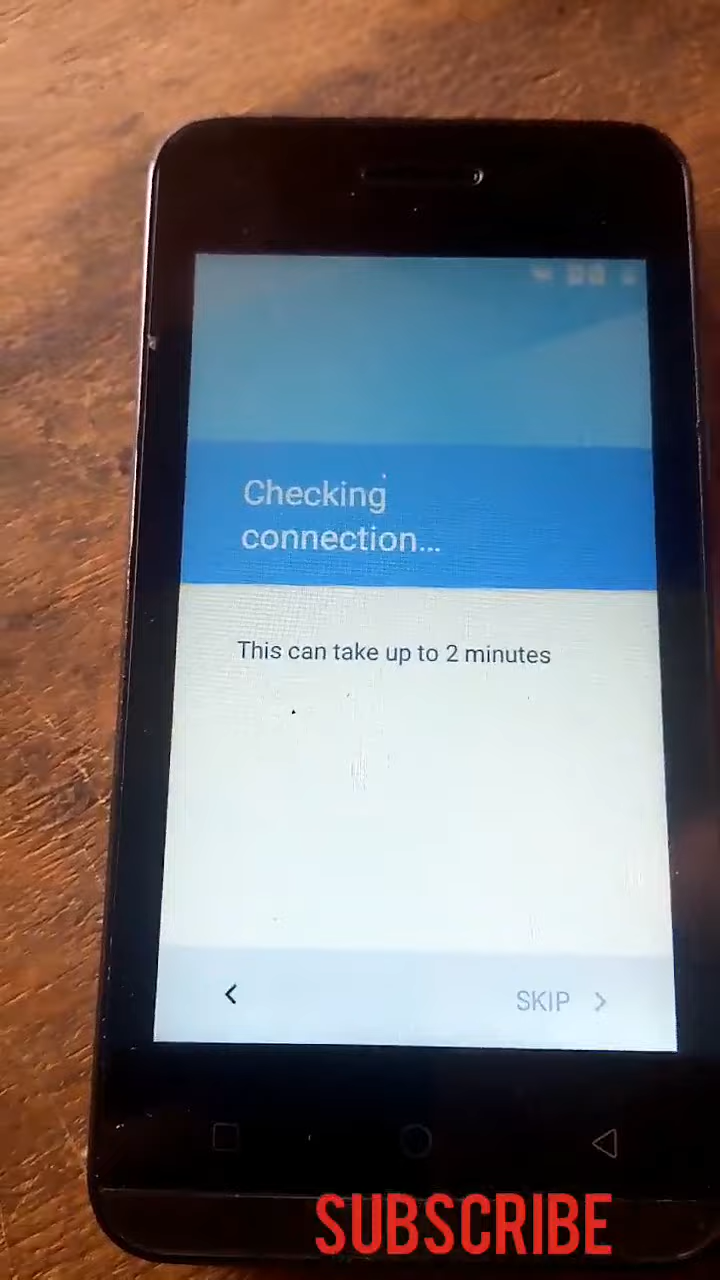 Checking
connection...
This can take up to 2 minutes
SKIP
SUBSCRIBE